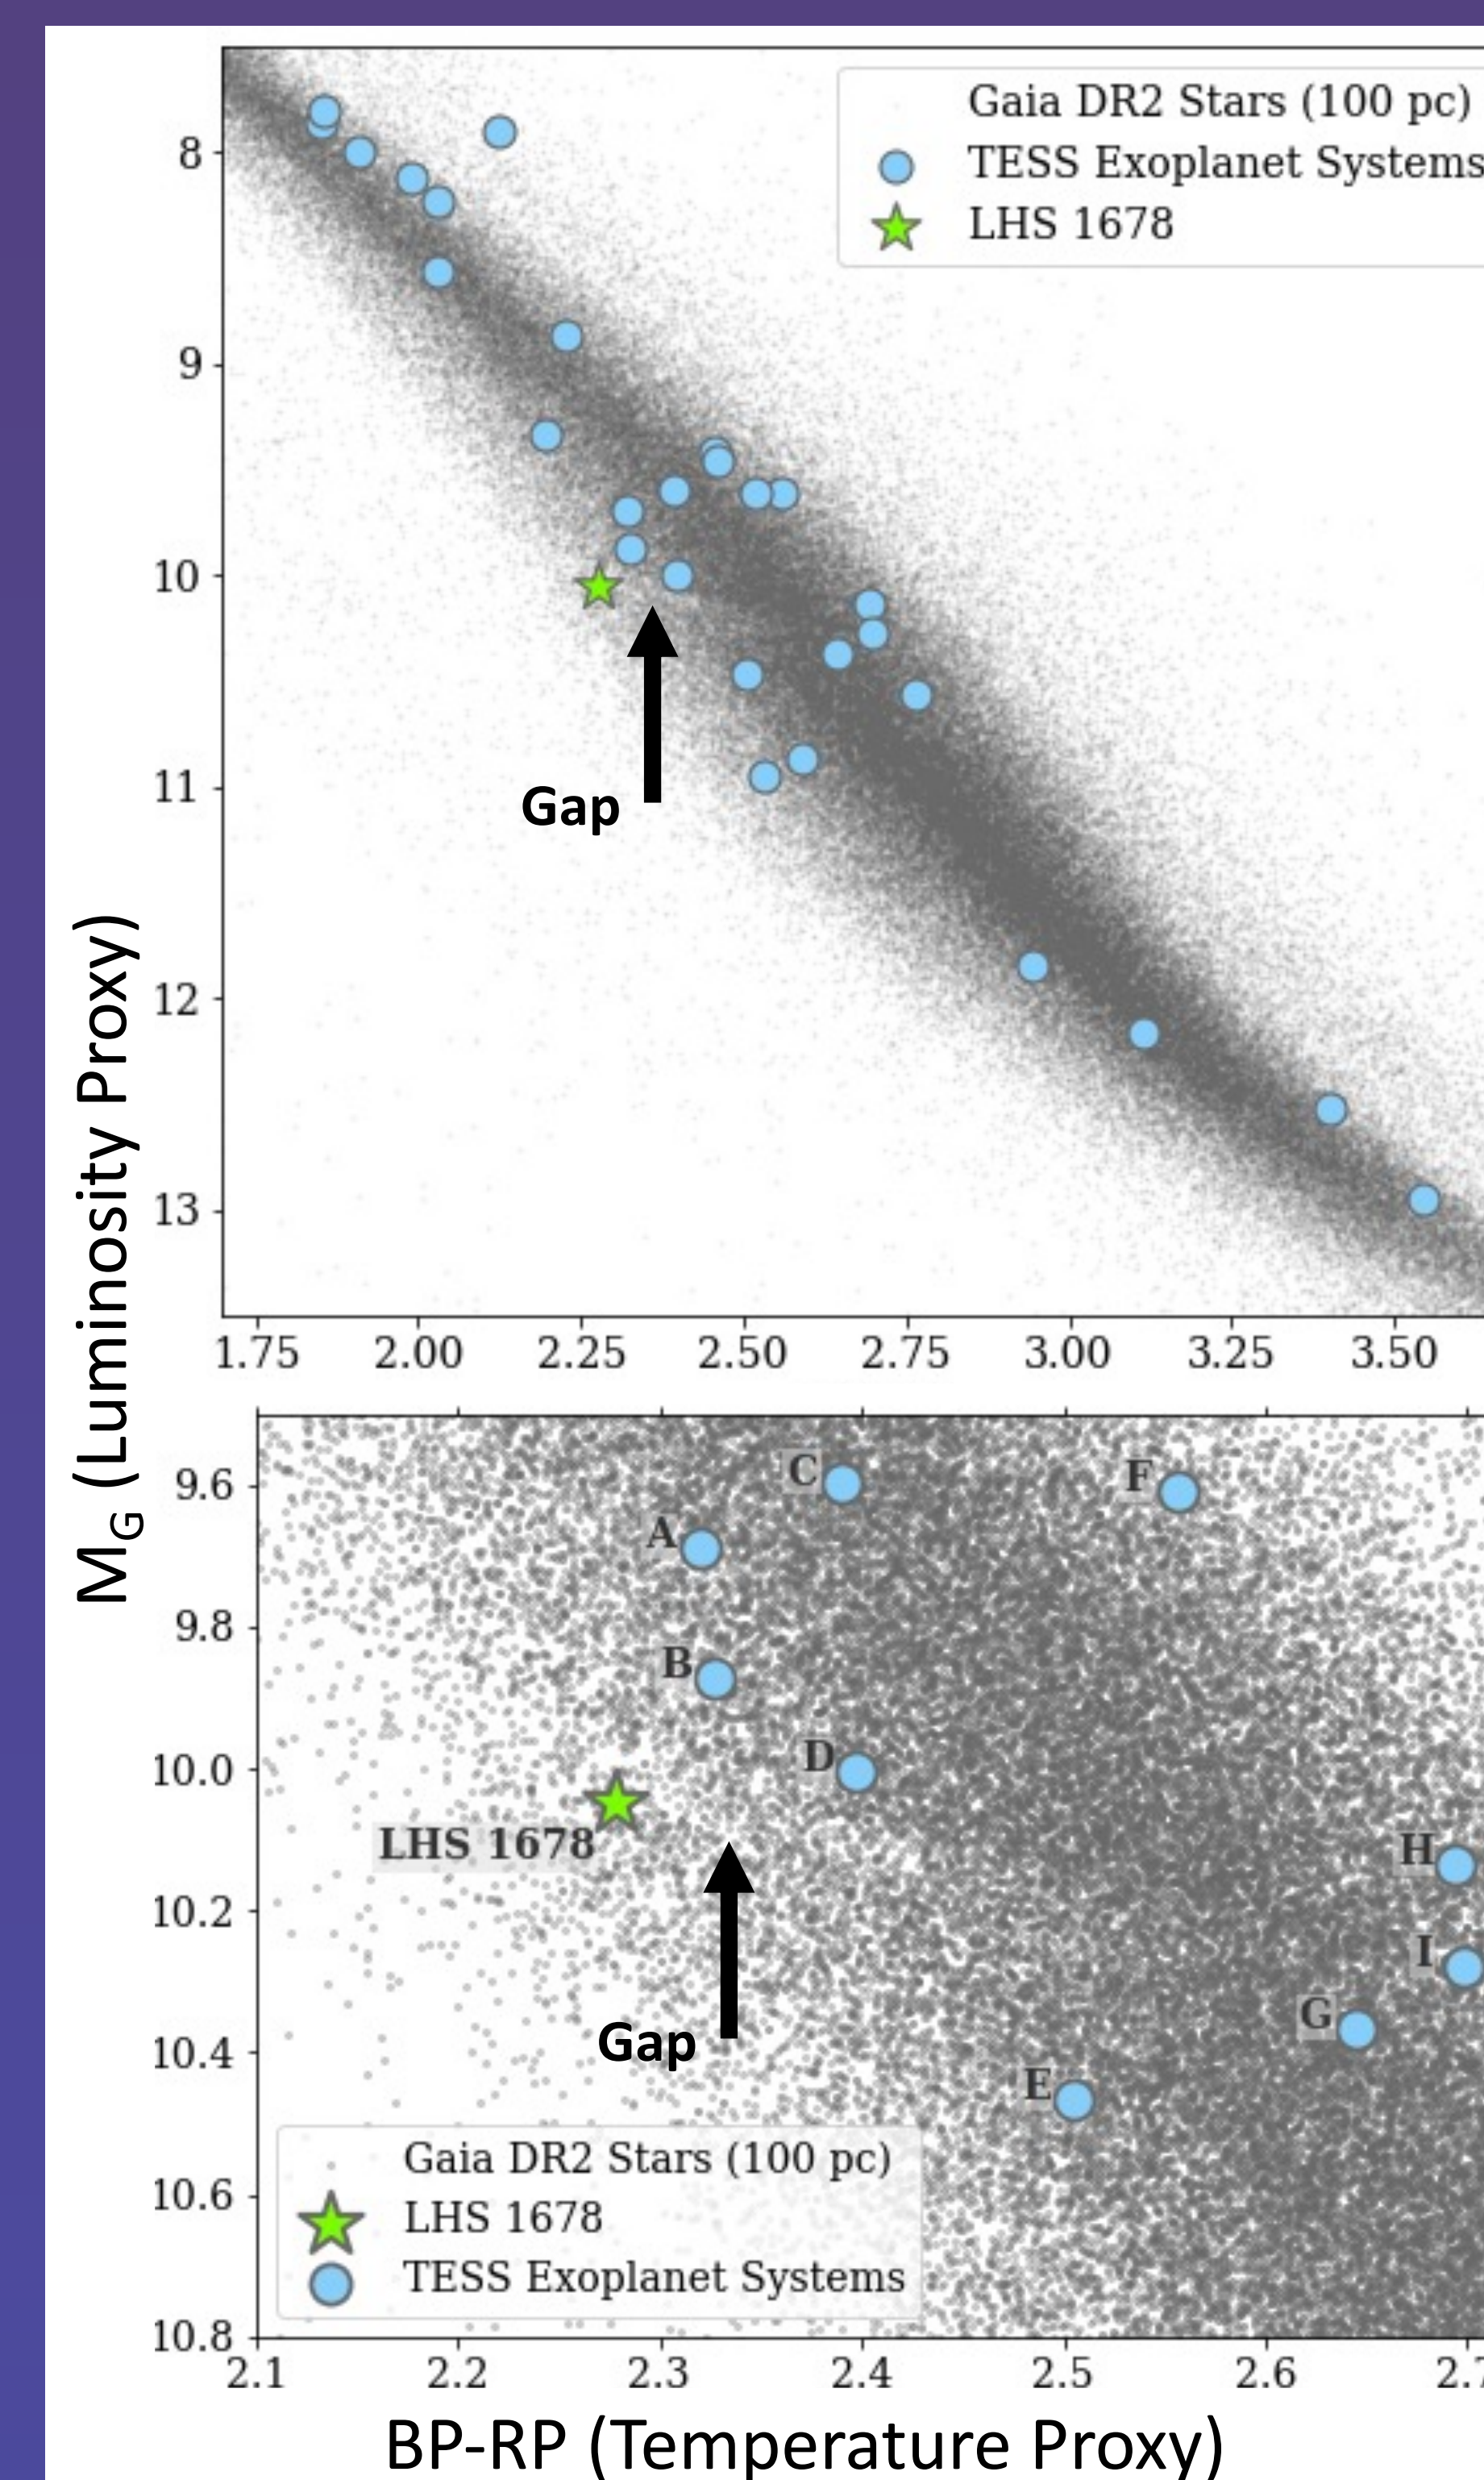 Gaia DR2 Stars (100 pc)
TESS Exoplanet Systems
LHS 1678
8
9
10
11
12
13
Gap
1.75 2.00 2.25 2.50 2.75 3.00 3.25 3.50
M_G (Luminosity Proxy)
C
F
A
B
D
LHS 1678
H
I
G
E
Gap
9.6
9.8
10.0
10.2
10.4
10.6
10.8
Gaia DR2 Stars (100 pc)
LHS 1678
TESS Exoplanet Systems
2.1 2.2 2.3 2.4 2.5 2.6
BP-RP (Temperature Proxy)